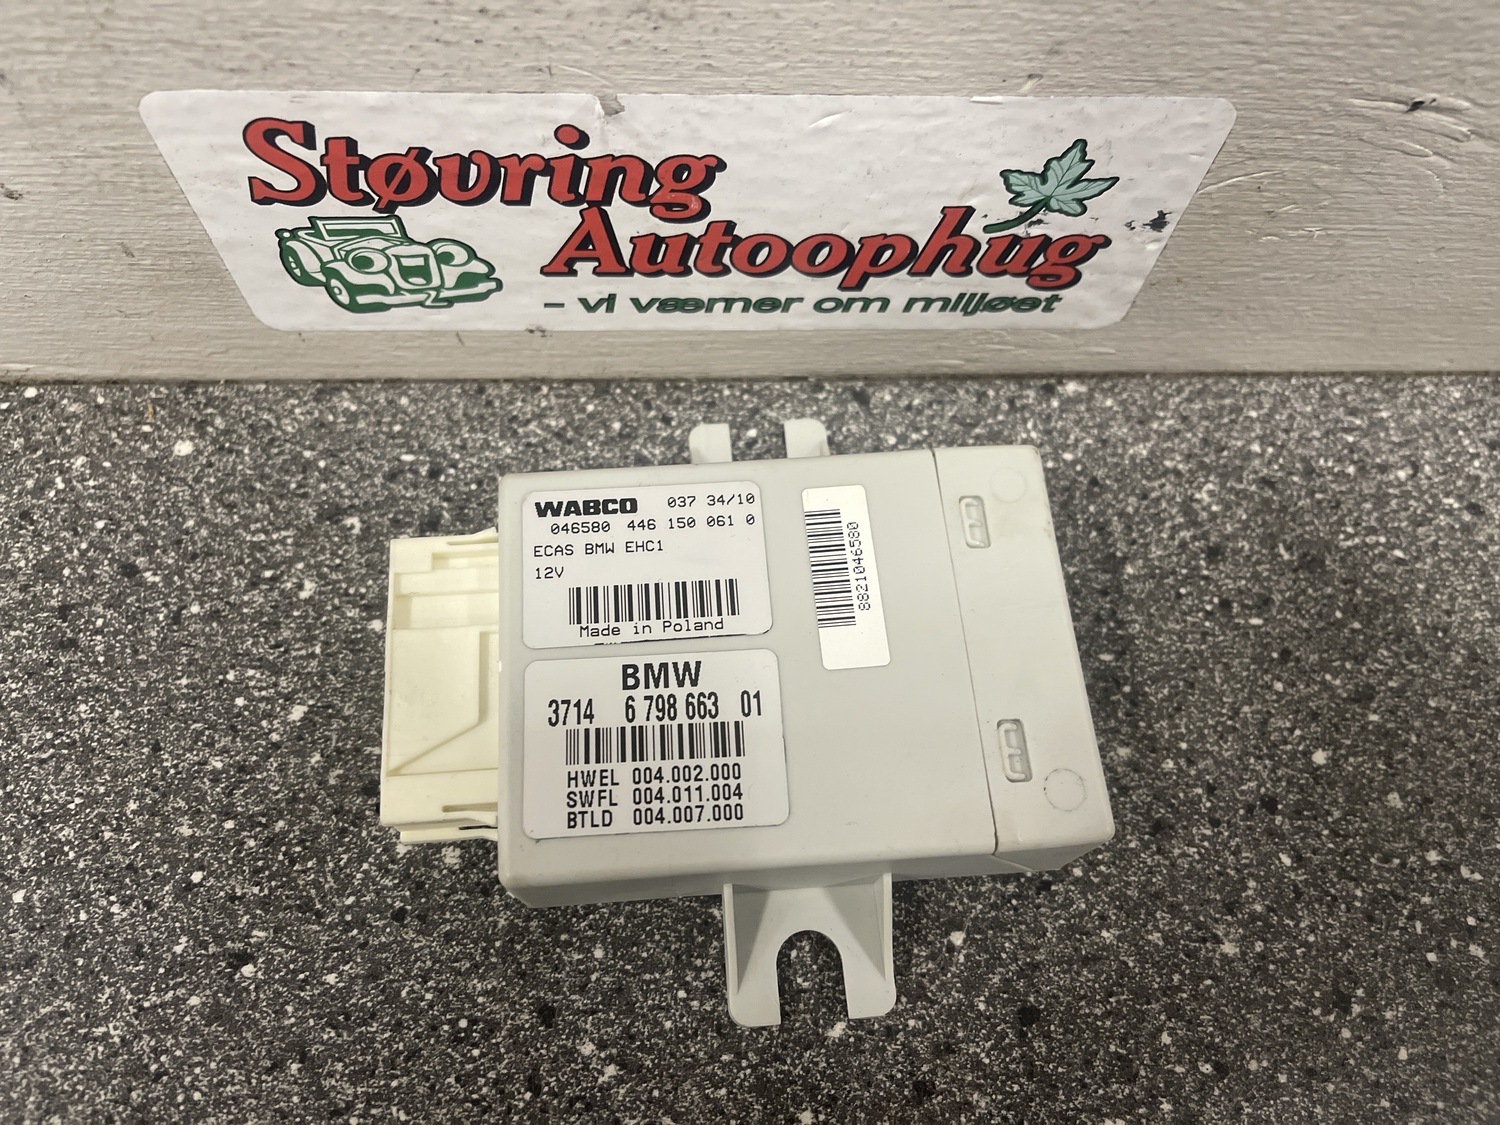 Støvring
Autoophug
- vi værner om miljøet
WABCO 037 34/10
046580 446 150 061 0
ECAS BMW EHC1
12V
Made in Poland
8821046580
BMW
3714 6 798 663 01
HWEL 004.002.000
SWFL 004.011.004
BTLD 004.007.000